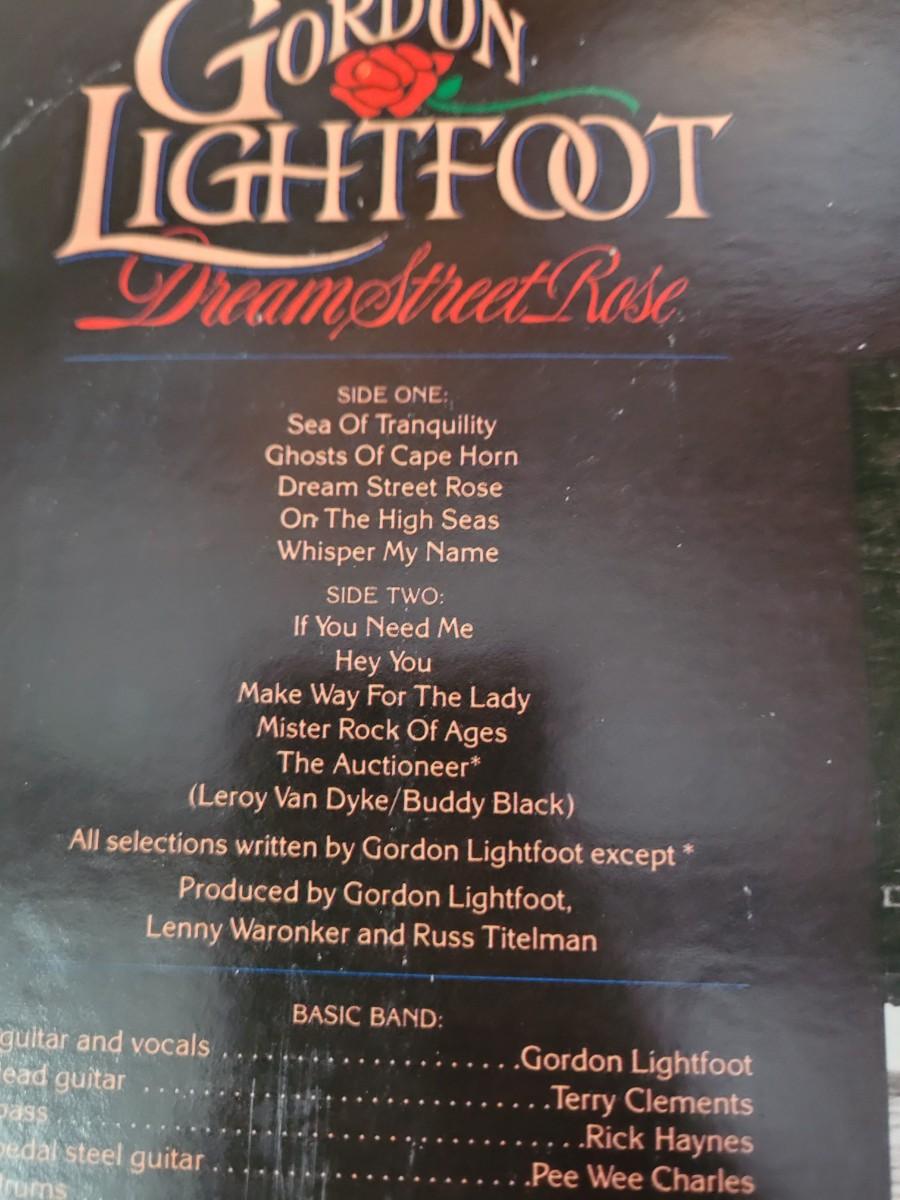 GORDON
LIGHTFOOT
Dream Street Rose
SIDE ONE:
Sea Of Tranquility
Ghosts Of Cape Horn
Dream Street Rose
On The High Seas
Whisper My Name
SIDE TWO:
If You Need Me
Hey You
Make Way For The Lady
Mister Rock Of Ages
The Auctioneer*
(Leroy Van Dyke/Buddy Black)
All selections written by Gordon Lightfoot except *
Produced by Gordon Lightfoot,
Lenny Waronker and Russ Titelman
BASIC BAND:
guitar and vocals ......................Gordon Lightfoot
ead guitar ..............................Terry Clements
bass ....................................Rick Haynes
pedal steel guitar.......................Pee Wee Charles
drums